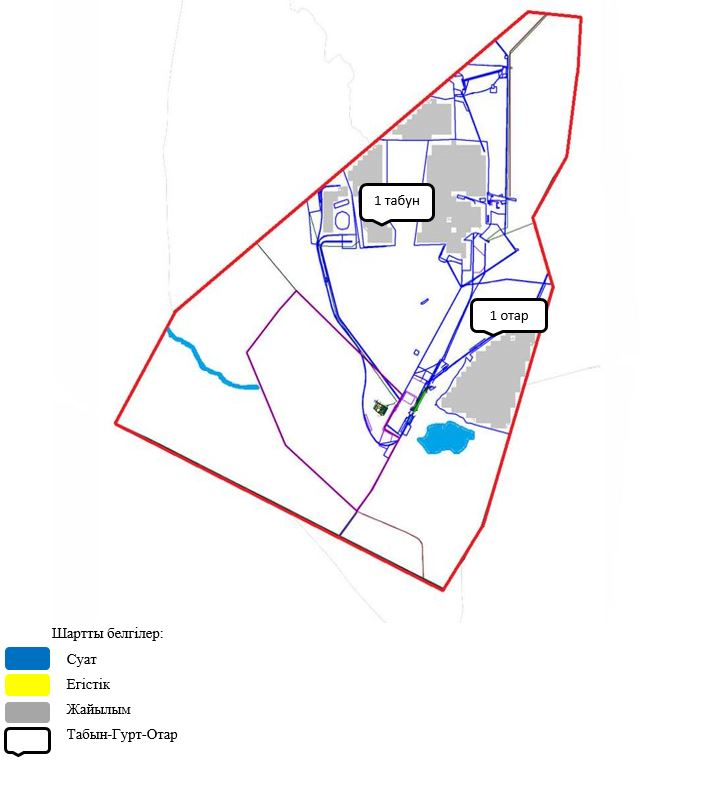 1 табун
1 отар
Шартты белгілер:
Суат
Егістік
Жайылым
Табын-Гурт-Отар